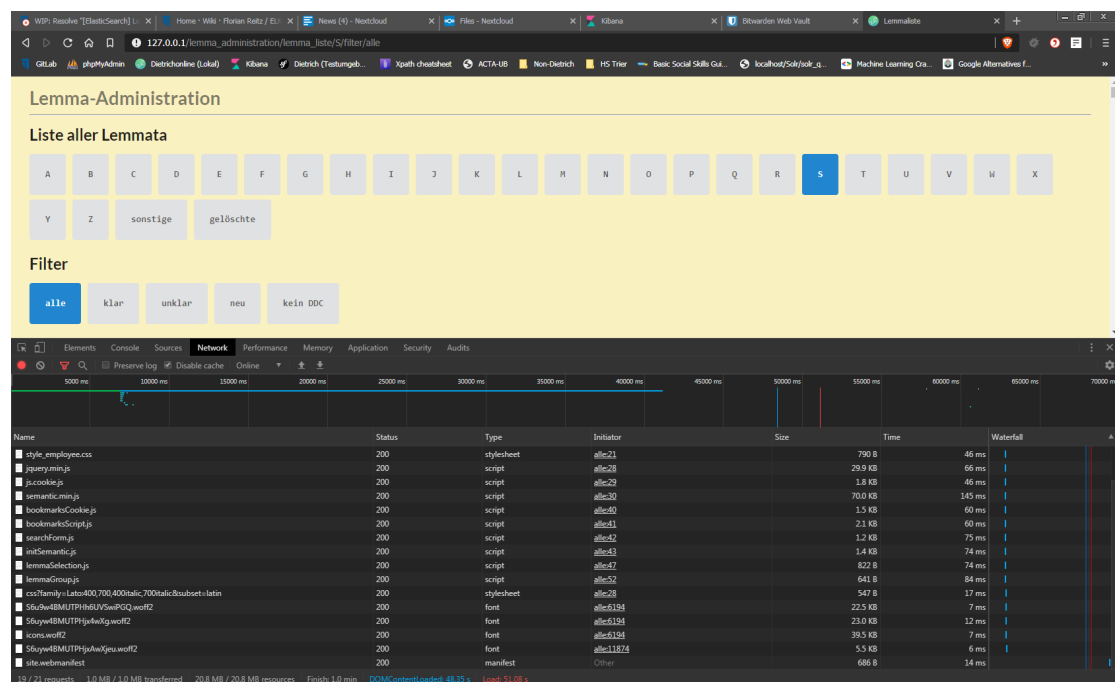 WIP: Resolve "[ElasticSearch] Lo
Home · Wiki · Florian Reitz / ELI
News (4) - Nextcloud
Files - Nextcloud
Kibana
Bitwarden Web Vault
Lemmaliste
127.0.0.1/lemma_administration/lemma_liste/S/filter/alle
GitLab phpMyAdmin Dietrichonline (Lokal) Kibana Dietrich (Testumgeb... Xpath cheatsheet ACTA-UB Non-Dietrich HS Trier Basic Social Skills Gui... localhost/Solr/solr_q... Machine Learning Cra... Google Alternatives f... »
Lemma-Administration
Liste aller Lemmata
A B C D E F G H I J K L M N O P Q R S T U V W X
Y Z sonstige gelöschte
Filter
alle klar unklar neu kein DDC
Elements Console Sources Network Performance Memory Application Security Audits
Preserve log Disable cache Online
5000 ms 10000 ms 15000 ms 20000 ms 25000 ms 30000 ms 35000 ms 40000 ms 45000 ms 50000 ms 55000 ms 60000 ms 65000 ms 70000 m
Name Status Type Initiator Size Time Waterfall
style_employee.css 200 stylesheet alle:21 790 B 46 ms
jquery.min.js 200 script alle:28 29.9 KB 66 ms
js.cookie.js 200 script alle:29 1.8 KB 46 ms
semantic.min.js 200 script alle:30 70.0 KB 145 ms
bookmarksCookie.js 200 script alle:40 1.5 KB 60 ms
bookmarksScript.js 200 script alle:41 2.1 KB 60 ms
searchForm.js 200 script alle:42 1.2 KB 75 ms
initSemantic.js 200 script alle:43 1.4 KB 74 ms
lemmaSelection.js 200 script alle:47 822 B 74 ms
lemmaGroup.js 200 script alle:52 641 B 84 ms
css?family=Lato:400,700,400italic,700italic&subset=latin 200 stylesheet alle:28 547 B 17 ms
S6u9w4BMUTPHh6UVSwiPGQ.woff2 200 font alle:6194 22.5 KB 7 ms
S6uyw4BMUTPHjx4wXg.woff2 200 font alle:6194 23.0 KB 12 ms
icons.woff2 200 font alle:6194 39.5 KB 7 ms
S6uyw4BMUTPHjxAwXjeu.woff2 200 font alle:11874 5.5 KB 6 ms
site.webmanifest 200 manifest Other 686 B 14 ms
19 / 21 requests 1.0 MB / 1.0 MB transferred 20.8 MB / 20.8 MB resources Finish: 1.0 min DOMContentLoaded: 48.35 s Load: 51.08 s